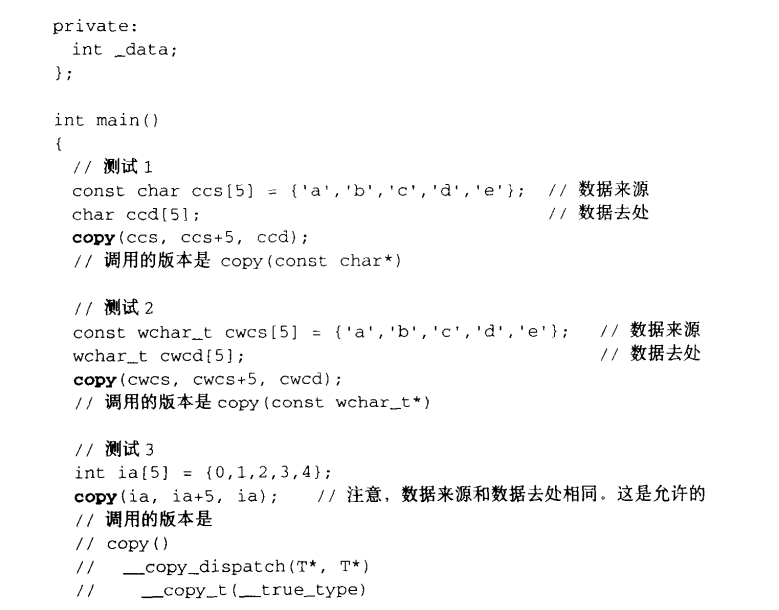 private:
  int _data;
};

int main()
{
  // 测试 1
  const char ccs[5] = {'a','b','c','d','e'};  // 数据来源
  char ccd[5];                                // 数据去处
  copy(ccs, ccs+5, ccd);
  // 调用的版本是 copy(const char*)

  // 测试 2
  const wchar_t cwcs[5] = {'a','b','c','d','e'};   // 数据来源
  wchar_t cwcd[5];                                 // 数据去处
  copy(cwcs, cwcs+5, cwcd);
  // 调用的版本是 copy(const wchar_t*)

  // 测试 3
  int ia[5] = {0,1,2,3,4};
  copy(ia, ia+5, ia);   // 注意，数据来源和数据去处相同。这是允许的
  // 调用的版本是
  // copy()
  //   __copy_dispatch(T*, T*)
  //     __copy_t(__true_type)